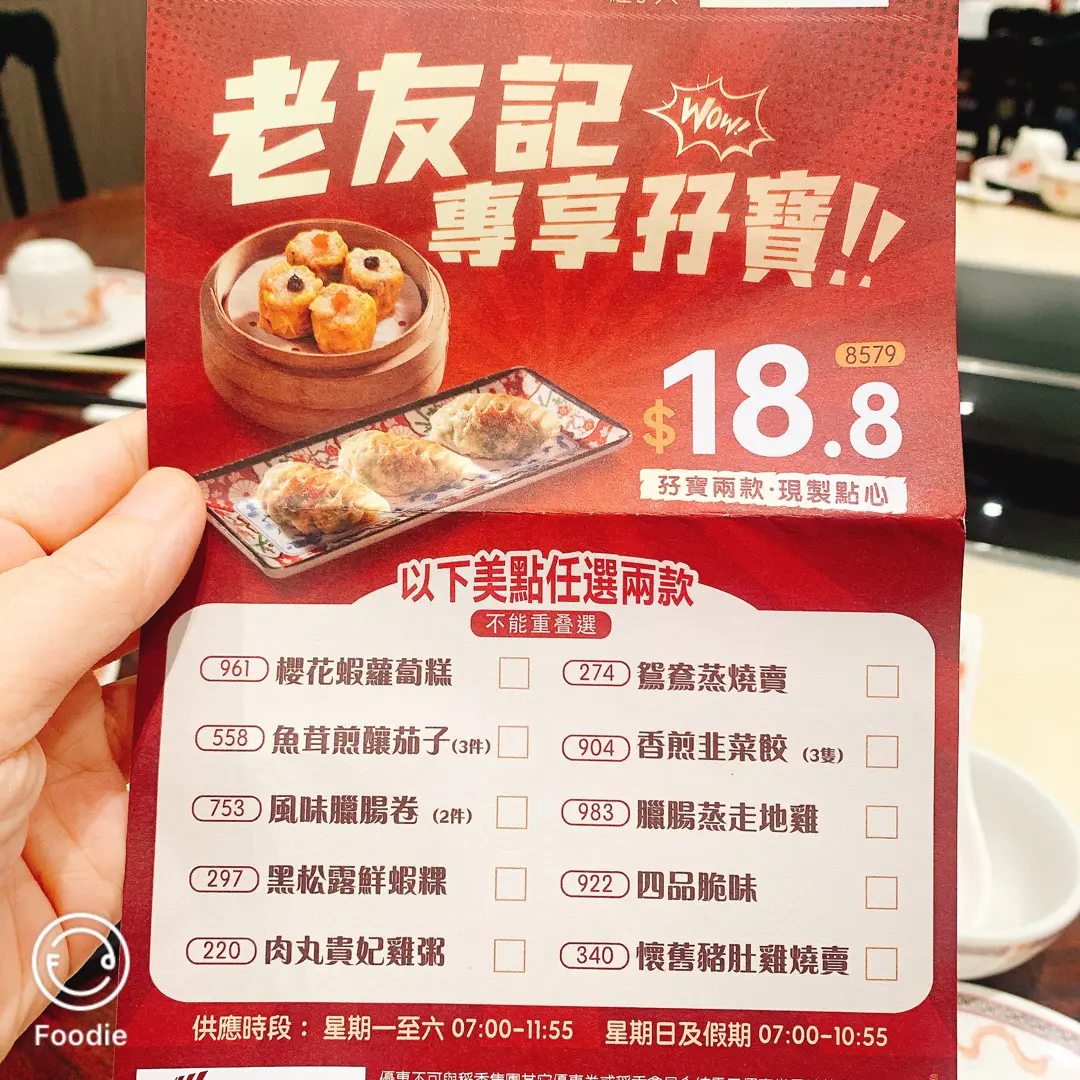 老友記
WOW!
專享孖寶!!
8579
$18.8
孖寶兩款·現製點心
以下美點任選兩款
不能重叠選
961 櫻花蝦蘿蔔糕
274 鴛鴦蒸燒賣
558 魚茸煎釀茄子(3件)
904 香煎韭菜餃 (3隻)
753 風味臘腸卷 (2件)
983 臘腸蒸走地雞
297 黑松露鮮蝦粿
922 四品脆味
220 肉丸貴妃雞粥
340 懷舊豬肚雞燒賣
供應時段： 星期一至六 07:00-11:55 星期日及假期 07:00-10:55
Foodie